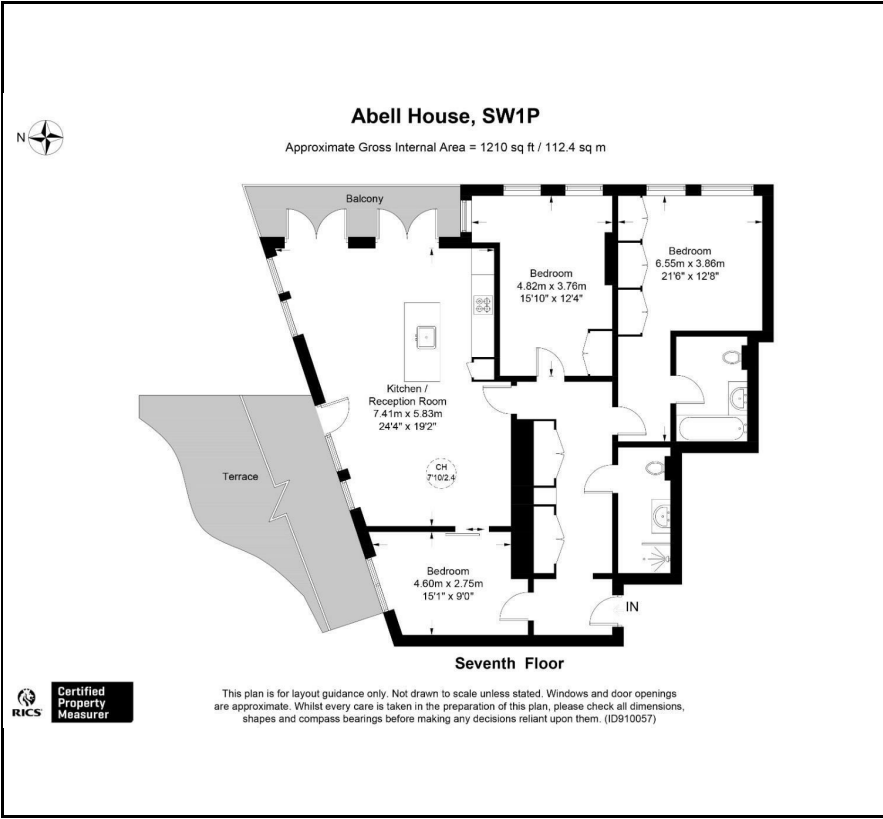 Abell House, SW1P
N
Approximate Gross Internal Area = 1210 sq ft / 112.4 sq m
Balcony
Bedroom
4.82m x 3.76m
15'10" x 12'4"
Bedroom
6.55m x 3.86m
21'6" x 12'8"
Kitchen /
Reception Room
7.41m x 5.83m
24'4" x 19'2"
CH
7'10/2.4
Terrace
Bedroom
4.60m x 2.75m
15'1" x 9'0"
IN
Seventh Floor
RICS
Certified
Property
Measurer
This plan is for layout guidance only. Not drawn to scale unless stated. Windows and door openings
are approximate. Whilst every care is taken in the preparation of this plan, please check all dimensions,
shapes and compass bearings before making any decisions reliant upon them. (ID910057)